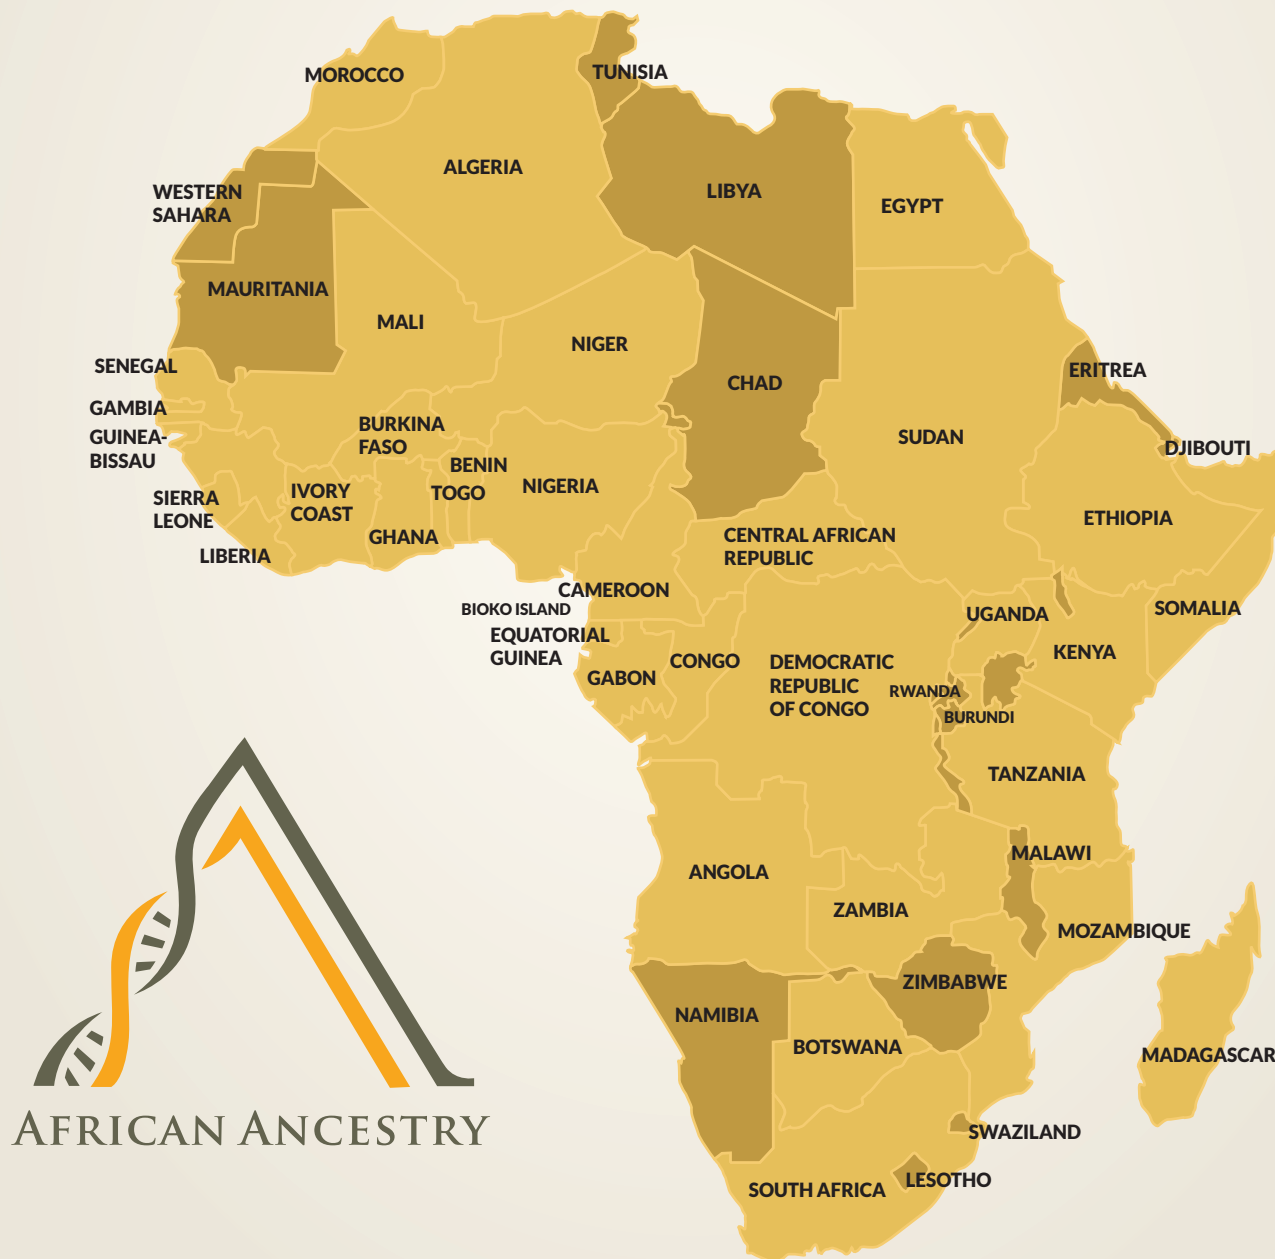 MOROCCO
TUNISIA
ALGERIA
LIBYA
EGYPT
WESTERN
SAHARA
MAURITANIA
MALI
NIGER
CHAD
SUDAN
ERITREA
DJIBOUTI
SENEGAL
GAMBIA
GUINEA-
BISSAU
SIERRA
LEONE
LIBERIA
IVORY
COAST
BURKINA
FASO
GHANA
TOGO
BENIN
NIGERIA
CENTRAL AFRICAN
REPUBLIC
ETHIOPIA
CAMEROON
BIOKO ISLAND
EQUATORIAL
GUINEA
GABON
CONGO
DEMOCRATIC
REPUBLIC
OF CONGO
UGANDA
KENYA
SOMALIA
RWANDA
BURUNDI
TANZANIA
MALAWI
ANGOLA
ZAMBIA
MOZAMBIQUE
ZIMBABWE
NAMIBIA
BOTSWANA
MADAGASCAR
SWAZILAND
LESOTHO
SOUTH AFRICA
AFRICAN ANCESTRY